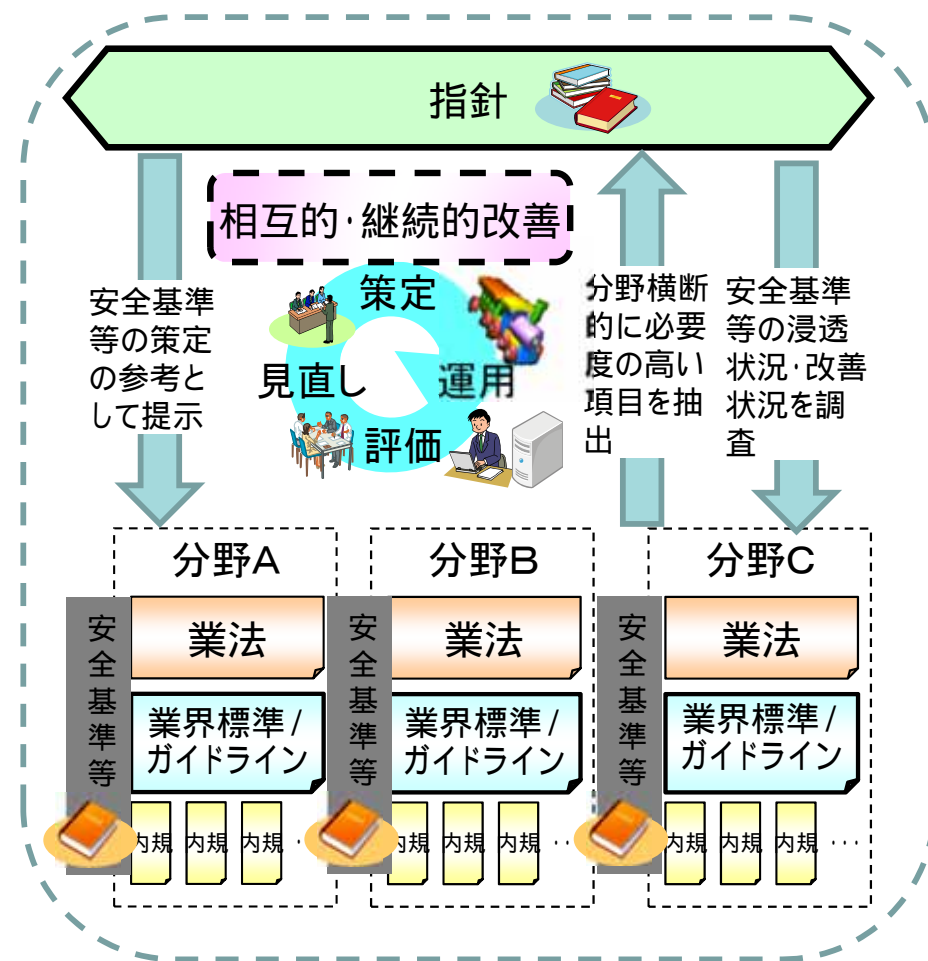 指針
相互的・継続的改善
策定
見直し
運用
評価
安全基準
等の策定
の参考と
して提示
分野横断
的に必要
度の高い
項目を抽
出
安全基準
等の浸透
状況・改善
状況を調
査
分野A
安全基準等
業法
業界標準/
ガイドライン
内規 内規 内規 ・
分野B
安全基準等
業法
業界標準/
ガイドライン
内規 内規 内規 ・・・
分野C
安全基準等
業法
業界標準/
ガイドライン
内規 内規 内規 ・・・